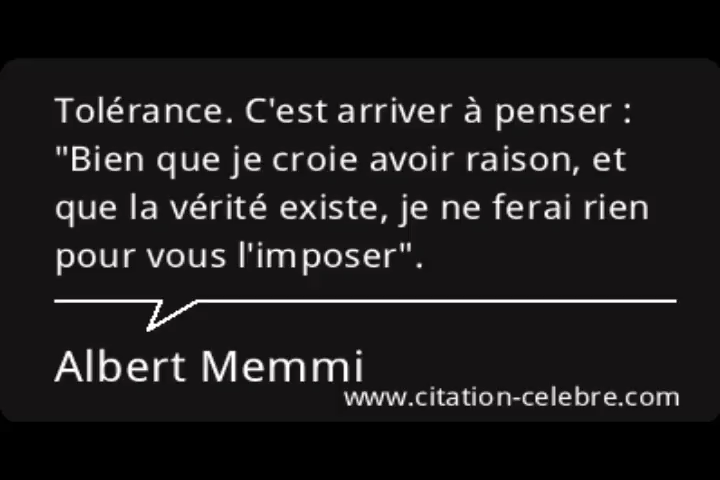 Tolérance. C'est arriver à penser :
"Bien que je croie avoir raison, et
que la vérité existe, je ne ferai rien
pour vous l'imposer".
Albert Memmi
www.citation-celebre.com